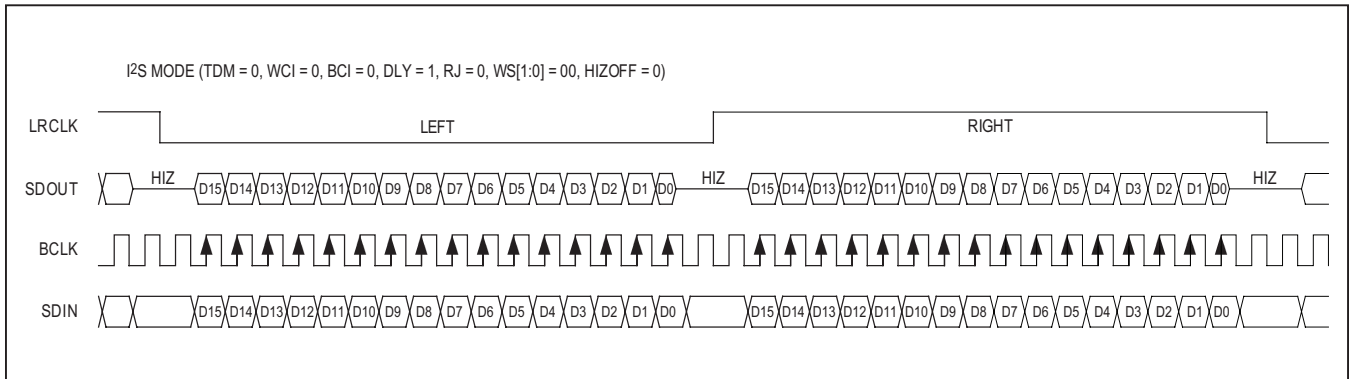 I2S MODE (TDM = 0, WCI = 0, BCI = 0, DLY = 1, RJ = 0, WS[1:0] = 00, HIZOFF = 0)
LRCLK LEFT RIGHT
SDOUT HIZ D15 D14 D13 D12 D11 D10 D9 D8 D7 D6 D5 D4 D3 D2 D1 D0 HIZ D15 D14 D13 D12 D11 D10 D9 D8 D7 D6 D5 D4 D3 D2 D1 D0 HIZ
BCLK
SDIN D15 D14 D13 D12 D11 D10 D9 D8 D7 D6 D5 D4 D3 D2 D1 D0 D15 D14 D13 D12 D11 D10 D9 D8 D7 D6 D5 D4 D3 D2 D1 D0